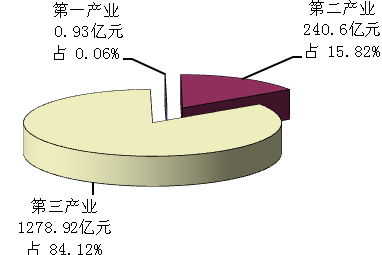 第一产业
0.93亿元
占 0.06%
第二产业
240.6亿元
占 15.82%
第三产业
1278.92亿元
占 84.12%